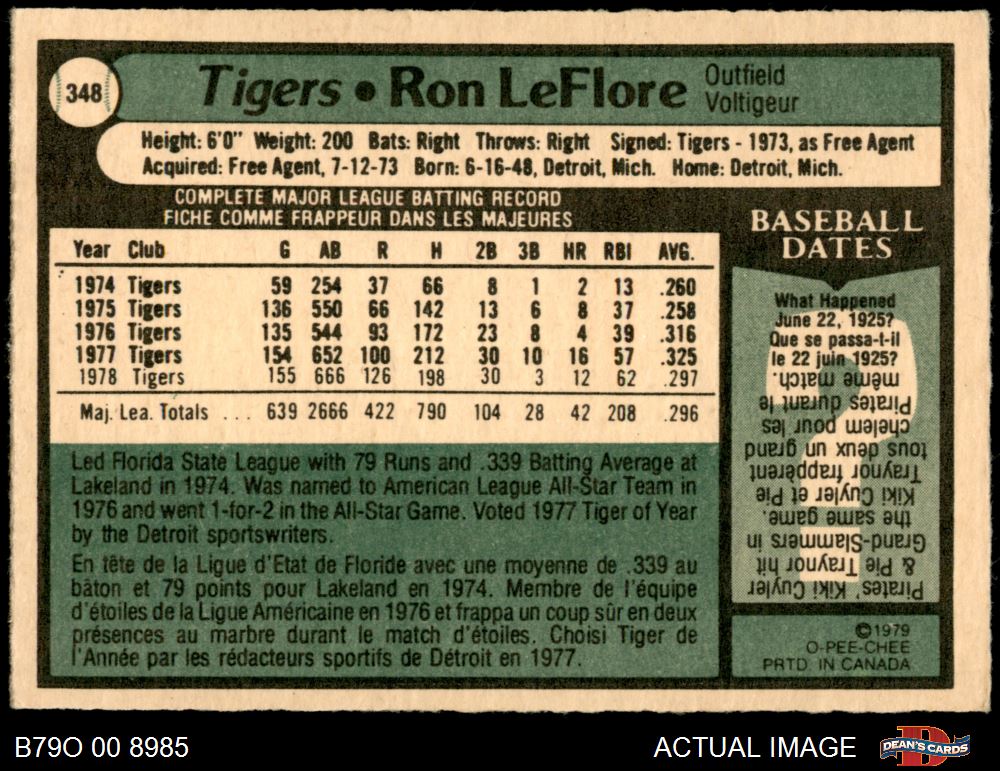 348
Tigers • Ron LeFlore
Outfield
Voltigeur
Height: 6'0" Weight: 200 Bats: Right Throws: Right Signed: Tigers - 1973, as Free Agent
Acquired: Free Agent, 7-12-73 Born: 6-16-48, Detroit, Mich. Home: Detroit, Mich.
COMPLETE MAJOR LEAGUE BATTING RECORD
FICHE COMME FRAPPEUR DANS LES MAJEURES
Year Club G AB R H 2B 3B HR RBI AVG.
1974 Tigers 59 254 37 66 8 1 2 13 .260
1975 Tigers 136 550 66 142 13 6 8 37 .258
1976 Tigers 135 544 93 172 23 8 4 39 .316
1977 Tigers 154 652 100 212 30 10 16 57 .325
1978 Tigers 155 666 126 198 30 3 12 62 .297
Maj. Lea. Totals . . . 639 2666 422 790 104 28 42 208 .296
Led Florida State League with 79 Runs and .339 Batting Average at
Lakeland in 1974. Was named to American League All-Star Team in
1976 and went 1-for-2 in the All-Star Game. Voted 1977 Tiger of Year
by the Detroit sportswriters.
En tête de la Ligue d'Etat de Floride avec une moyenne de .339 au
bâton et 79 points pour Lakeland en 1974. Membre de l'équipe
d'étoiles de la Ligue Américaine en 1976 et frappa un coup sûr en deux
présences au marbre durant le match d'étoiles. Choisi Tiger de
l'Année par les rédacteurs sportifs de Détroit en 1977.
BASEBALL
DATES
What Happened
June 22, 1925?
Que se passa-t-il
le 22 juin 1925?
Pirates' Kiki Cuyler
& Pie Traynor hit
Grand-Slammers in
the same game.
Kiki Cuyler et Pie
Traynor frappèrent
tous deux un grand
chelem pour les
Pirates durant le
même match.
©1979
O-PEE-CHEE
PRTD. IN CANADA
B79O 00 8985
ACTUAL IMAGE
DEAN'S CARDS